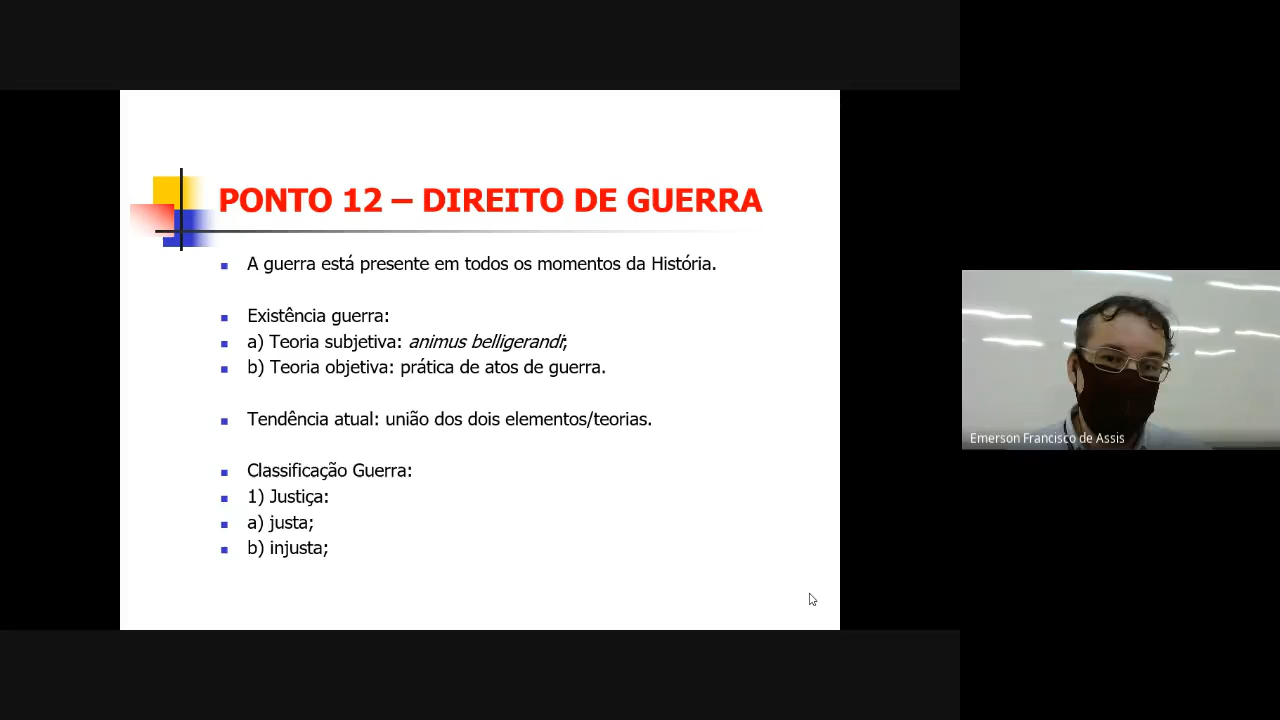 PONTO 12 – DIREITO DE GUERRA
A guerra está presente em todos os momentos da História.
Existência guerra:
a) Teoria subjetiva: animus belligerandi;
b) Teoria objetiva: prática de atos de guerra.
Tendência atual: união dos dois elementos/teorias.
Classificação Guerra:
1) Justiça:
a) justa;
b) injusta;
Emerson Francisco de Assis